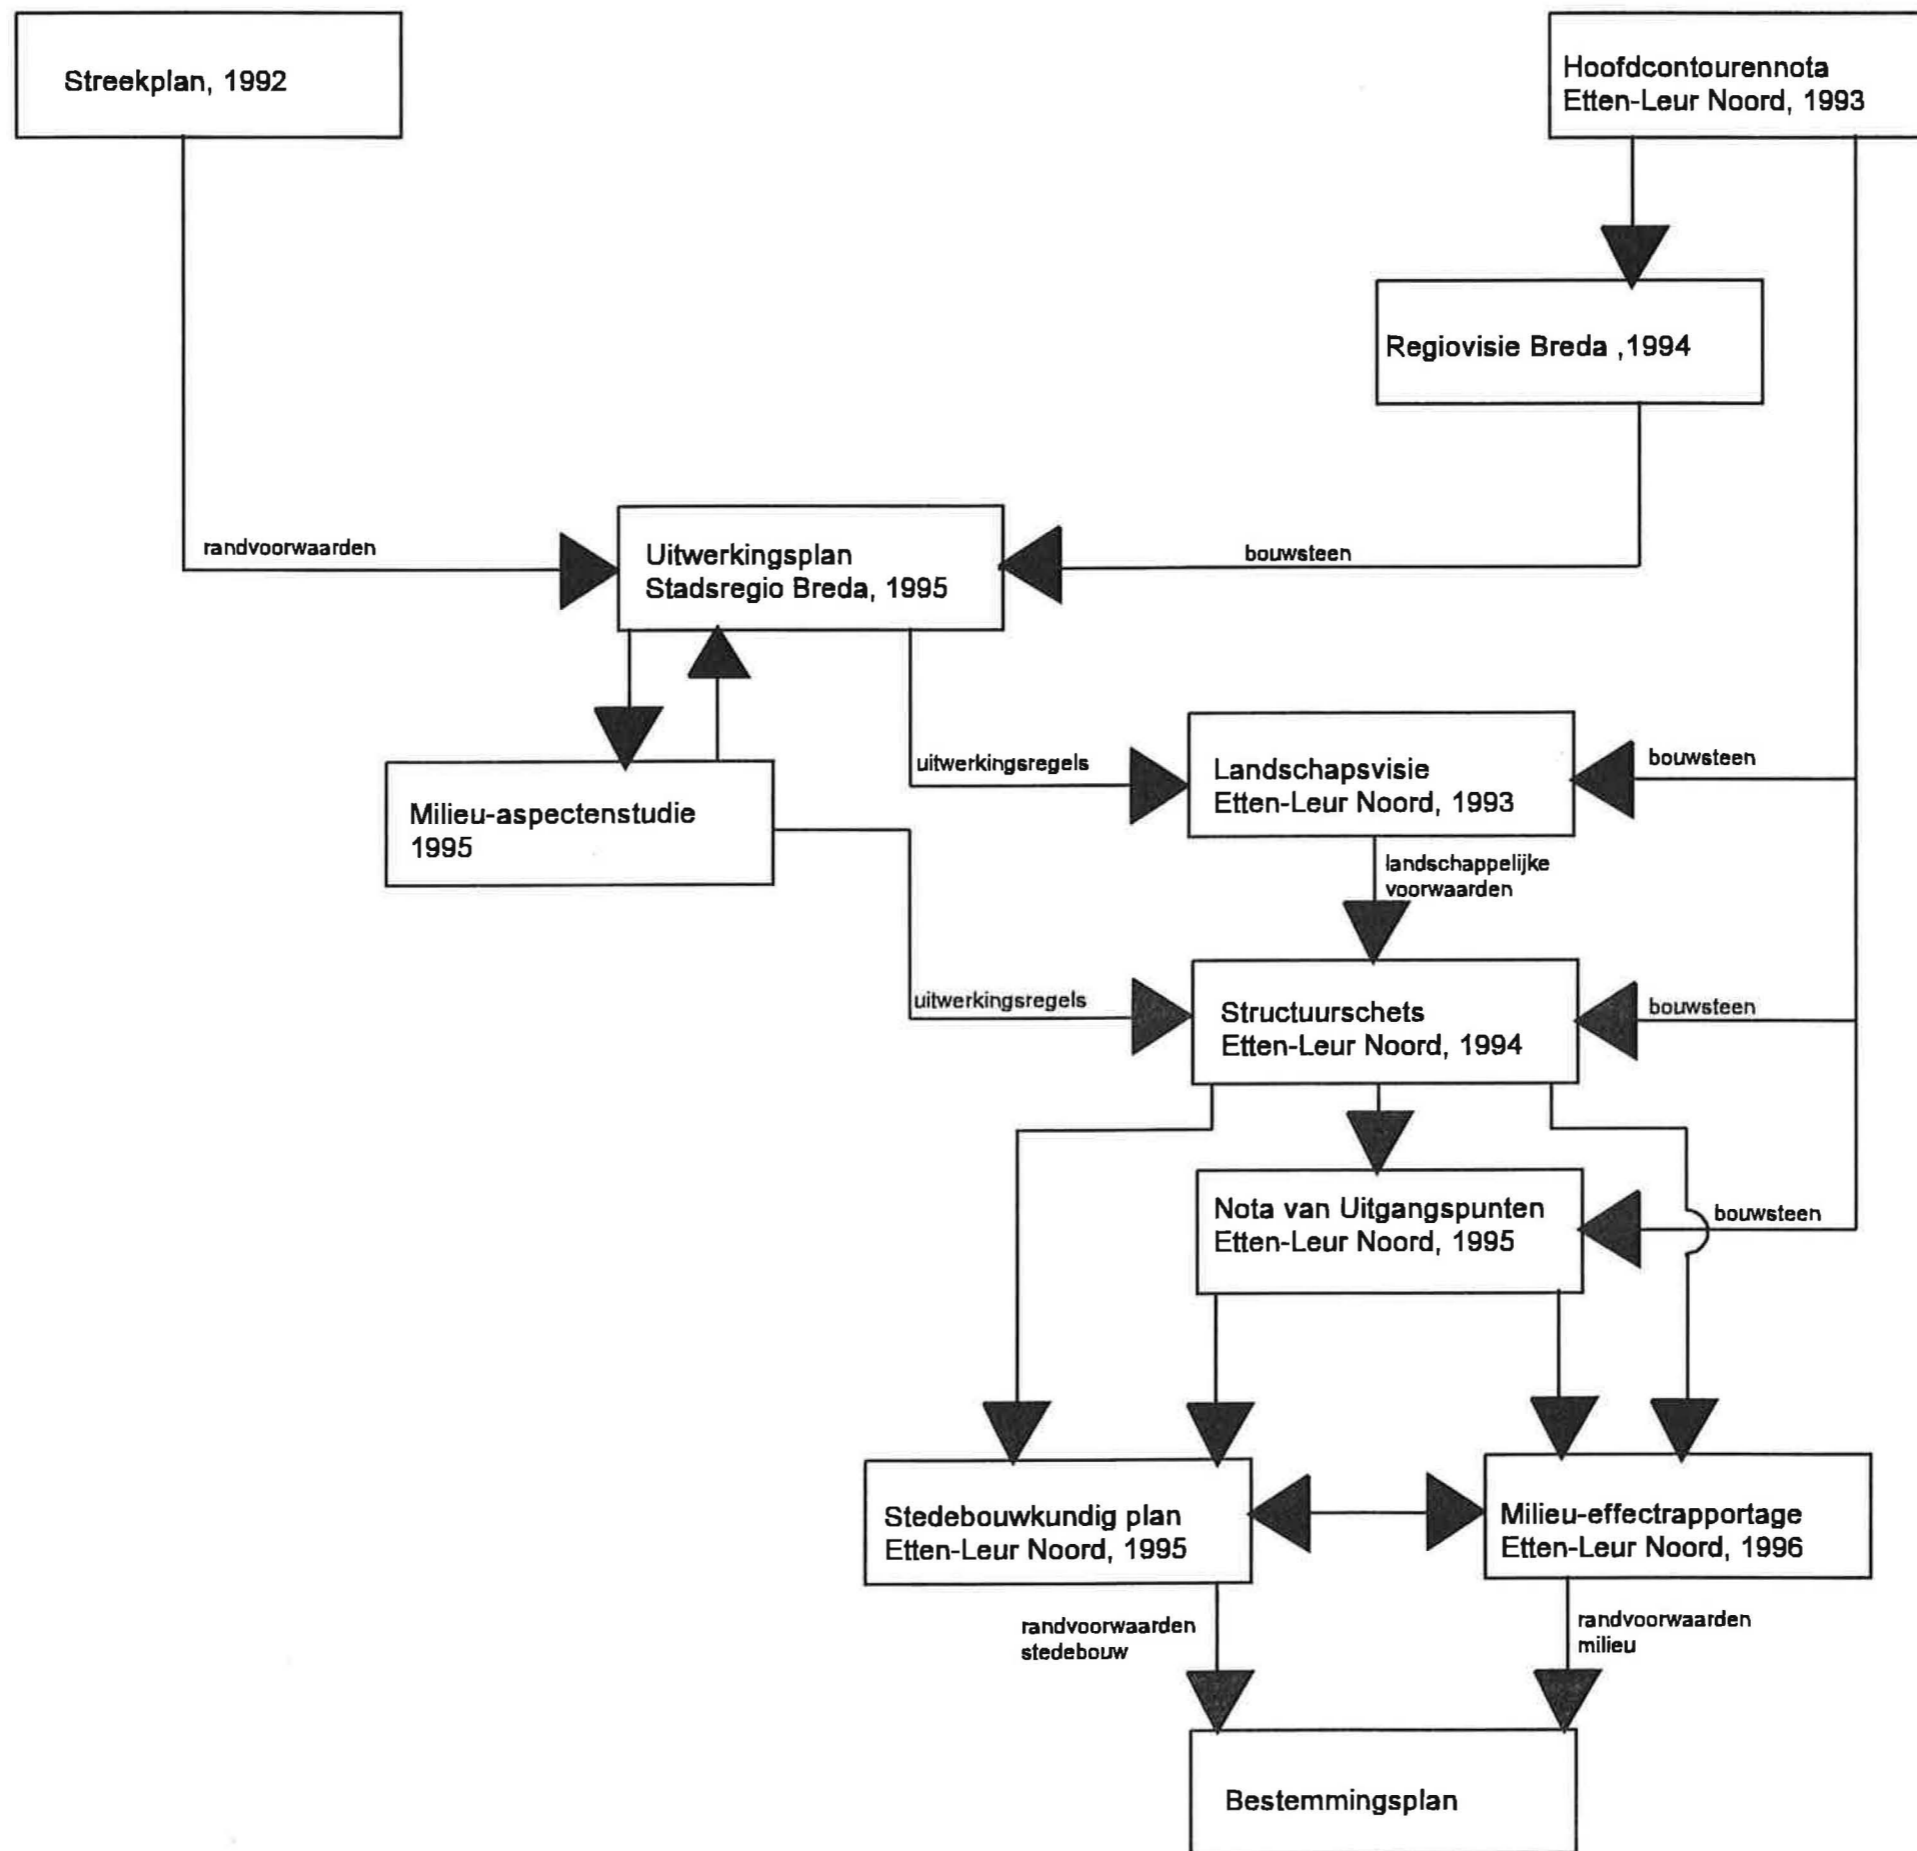 Streekplan, 1992
Hoofdcontourennota
Etten-Leur Noord, 1993
Regiovisie Breda ,1994
randvoorwaarden
Uitwerkingsplan
Stadsregio Breda, 1995
bouwsteen
uitwerkingsregels
Landschapsvisie
Etten-Leur Noord, 1993
bouwsteen
Milieu-aspectenstudie
1995
landschappelijke
voorwaarden
uitwerkingsregels
Structuurschets
Etten-Leur Noord, 1994
bouwsteen
Nota van Uitgangspunten
Etten-Leur Noord, 1995
bouwsteen
Stedebouwkundig plan
Etten-Leur Noord, 1995
Milieu-effectrapportage
Etten-Leur Noord, 1996
randvoorwaarden
stedebouw
randvoorwaarden
milieu
Bestemmingsplan